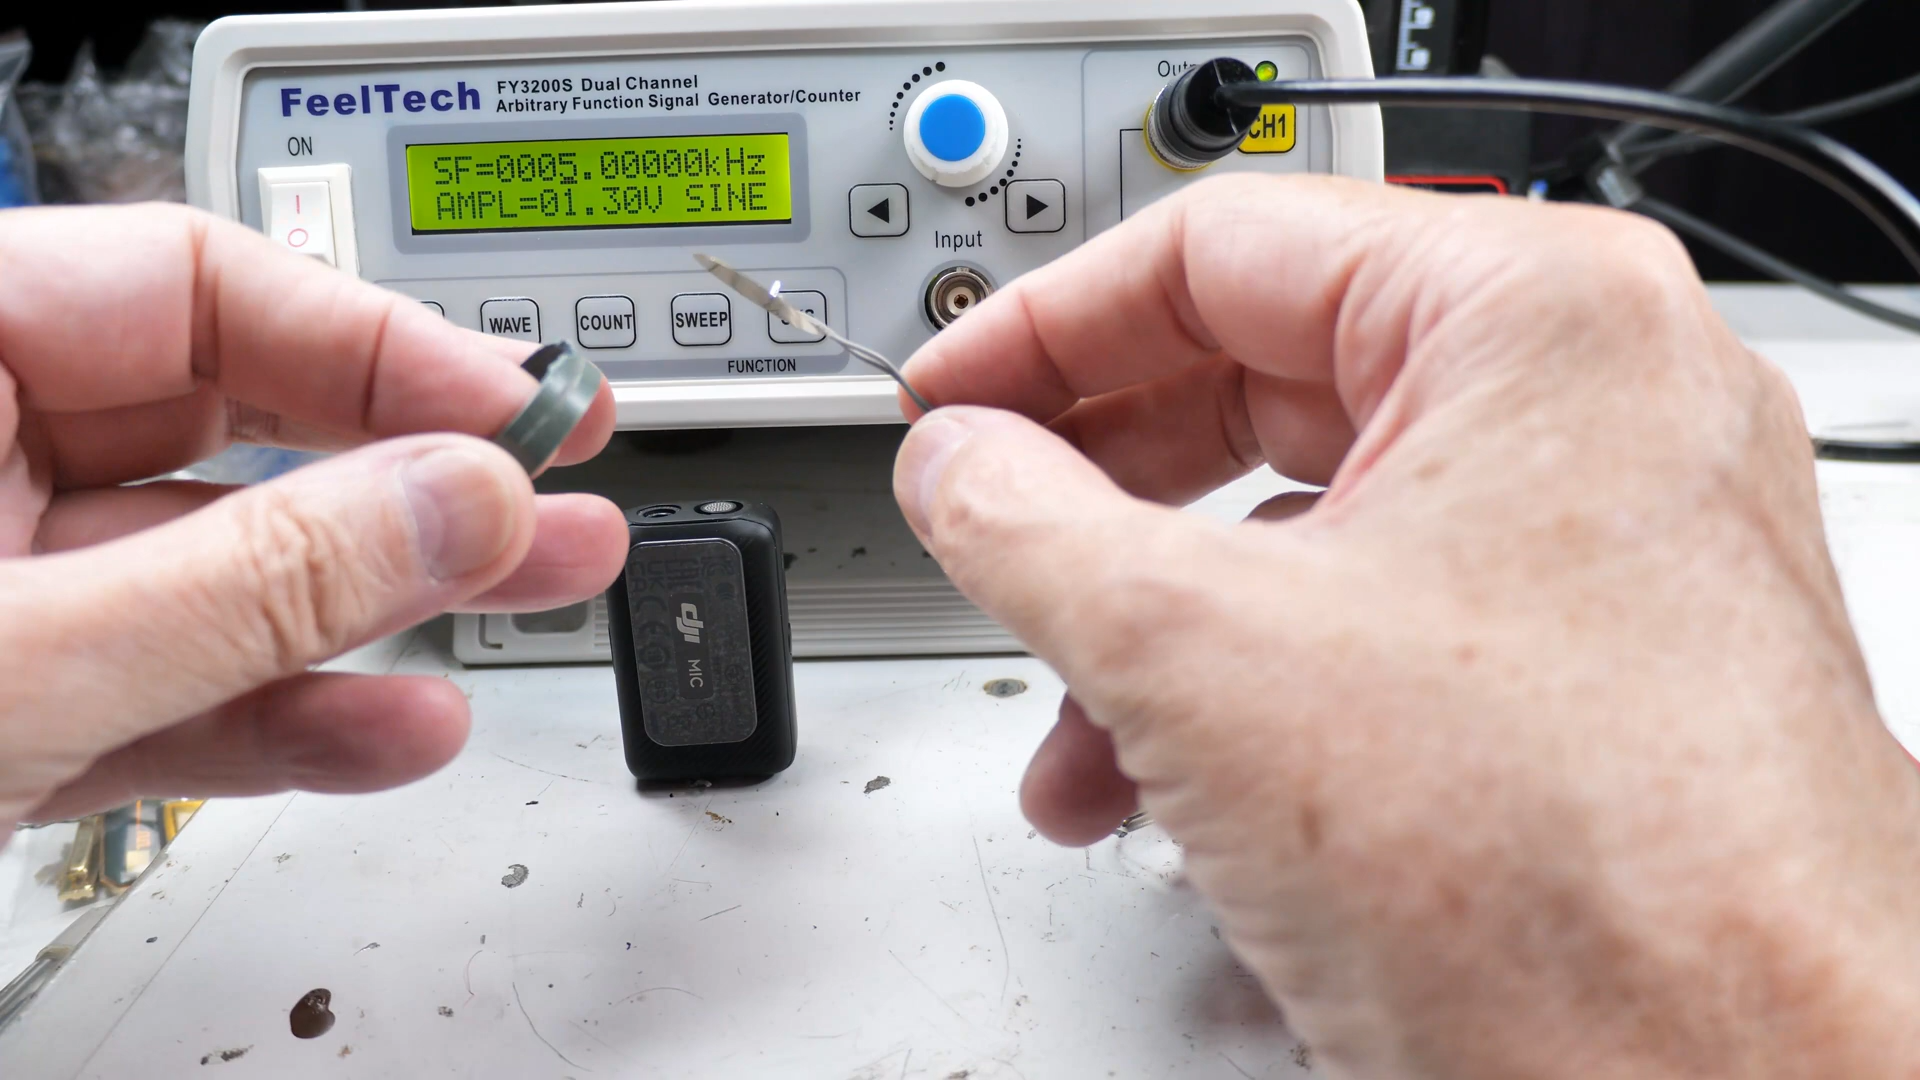 FeelTech
FY3200S Dual Channel
Arbitrary Function Signal Generator/Counter
ON
SF=0005.00000kHz
AMPL=01.30V SINE
CH1
Input
WAVE
COUNT
SWEEP
FUNCTION
dji
MIC